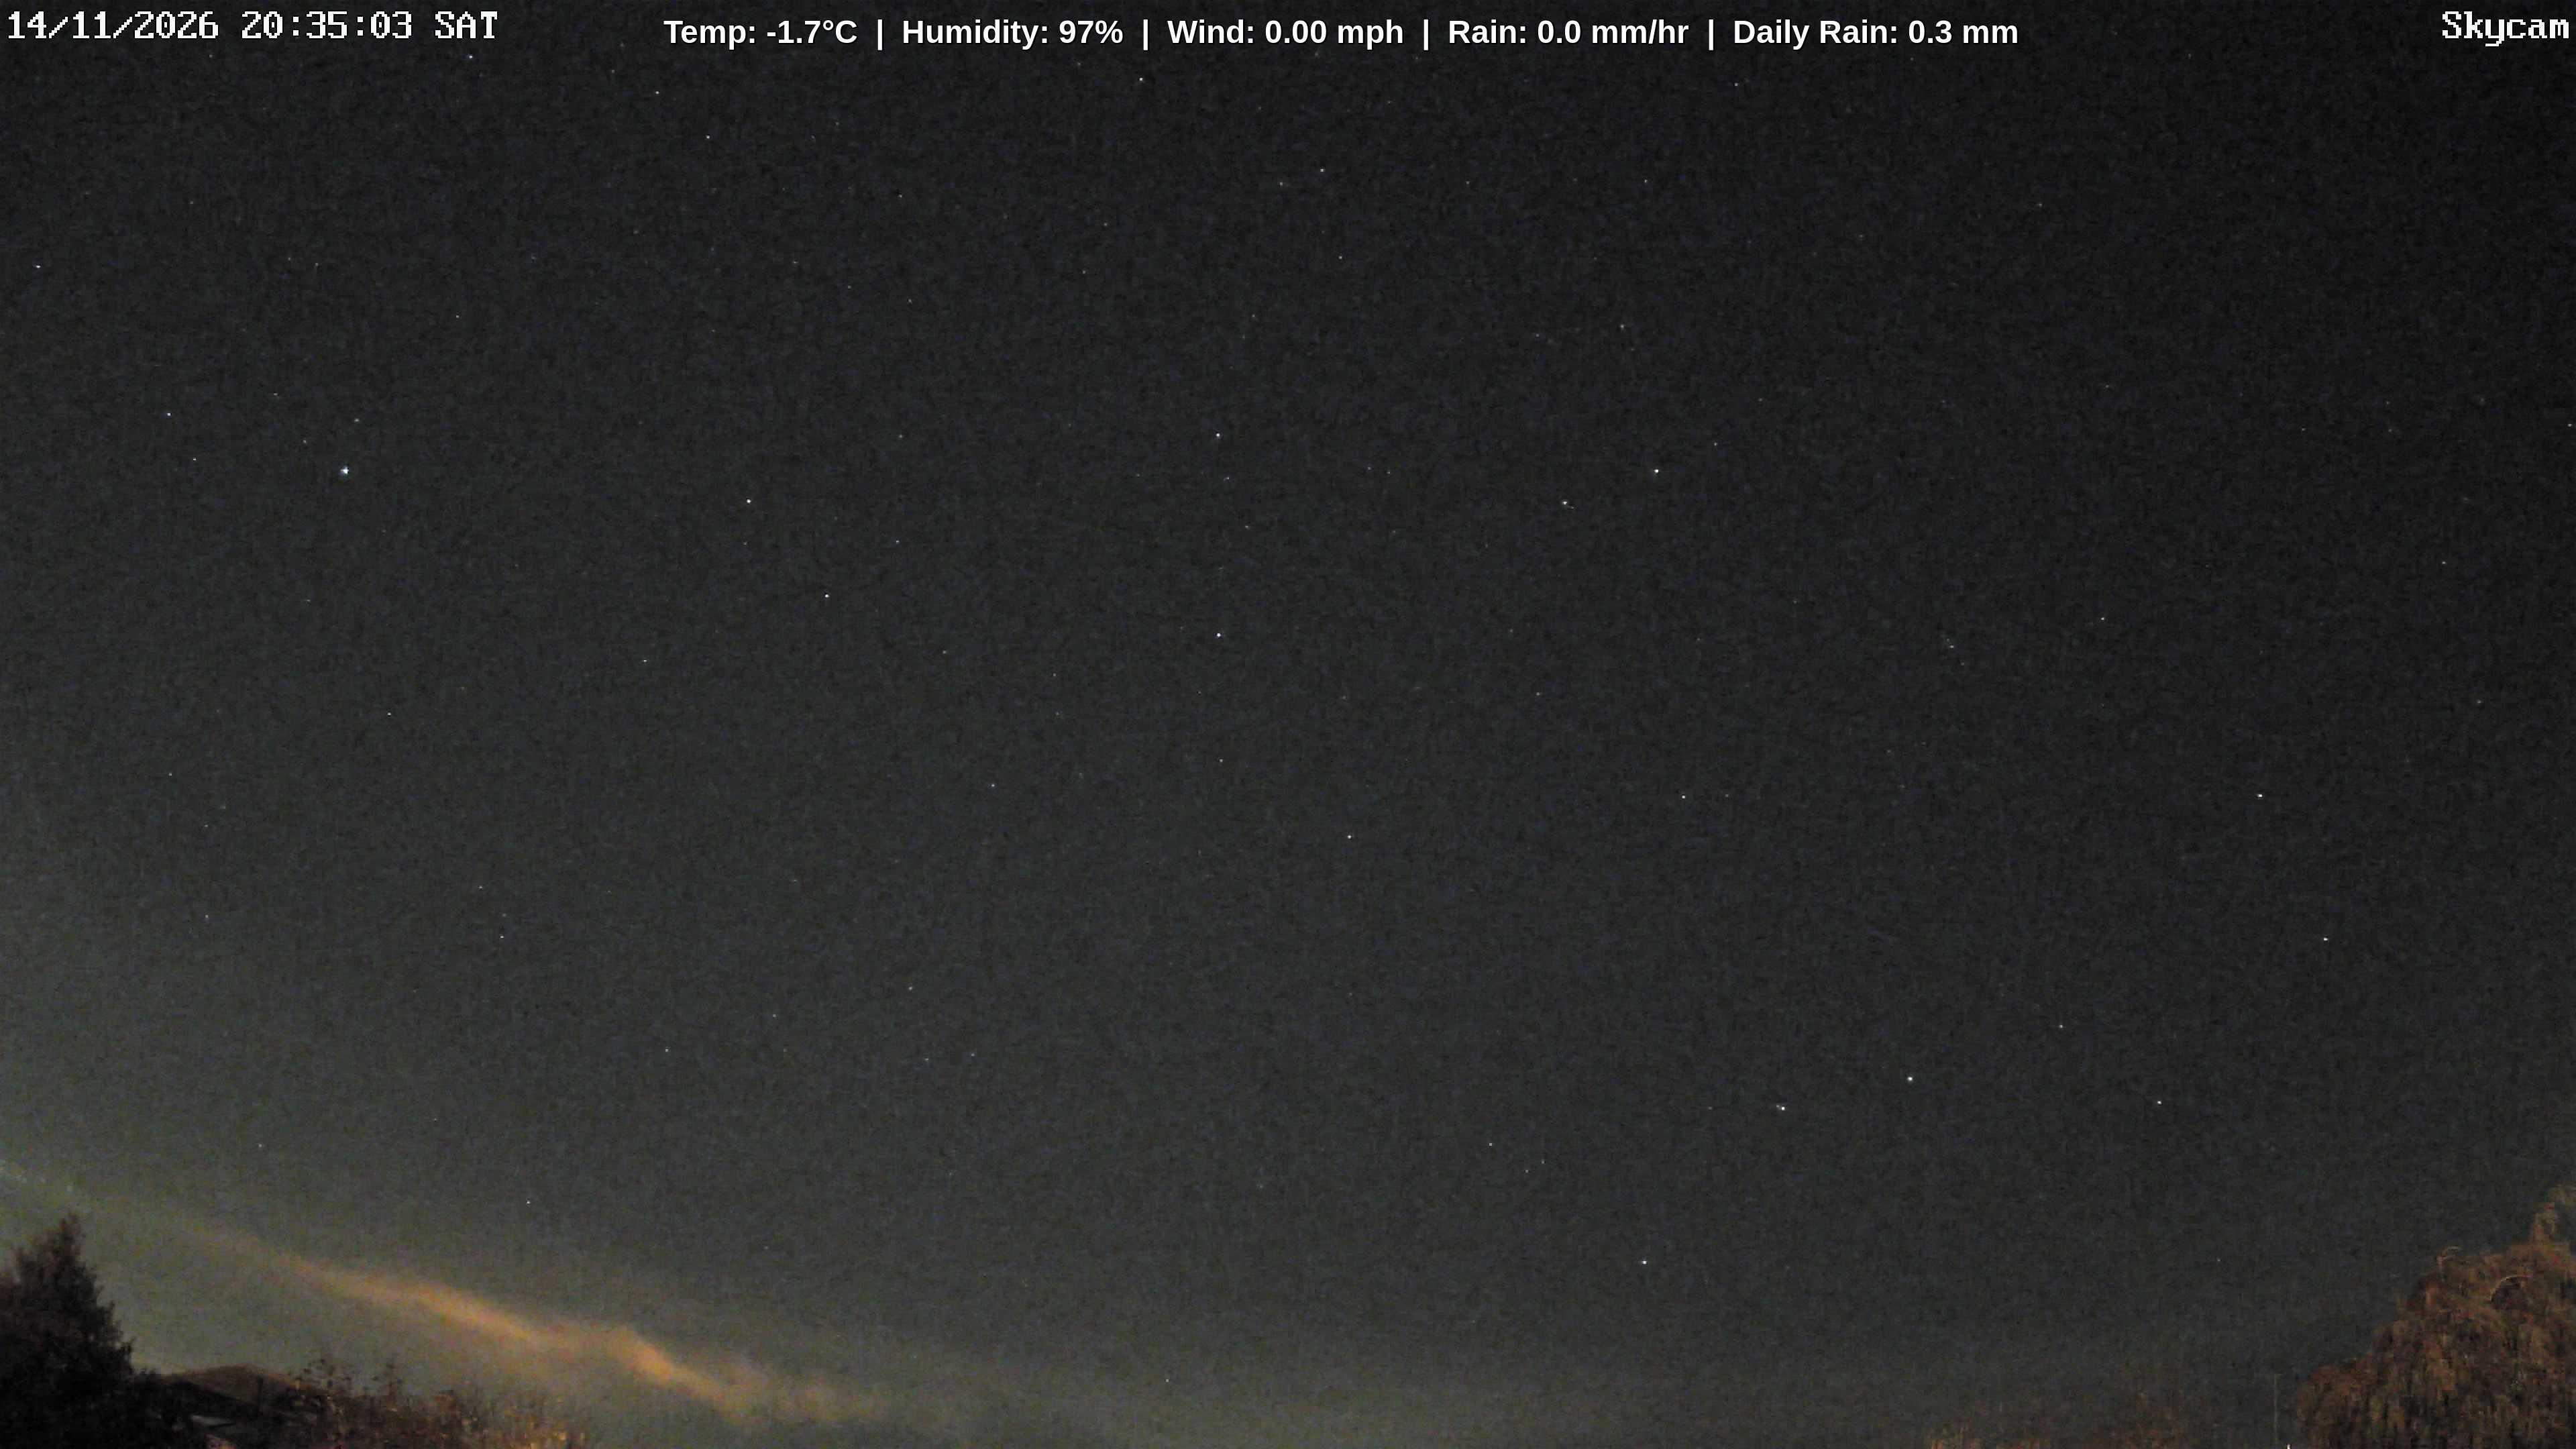 14/11/2026 20:35:03 SAT
Temp: -1.7°C | Humidity: 97% | Wind: 0.00 mph | Rain: 0.0 mm/hr | Daily Rain: 0.3 mm
Skycam